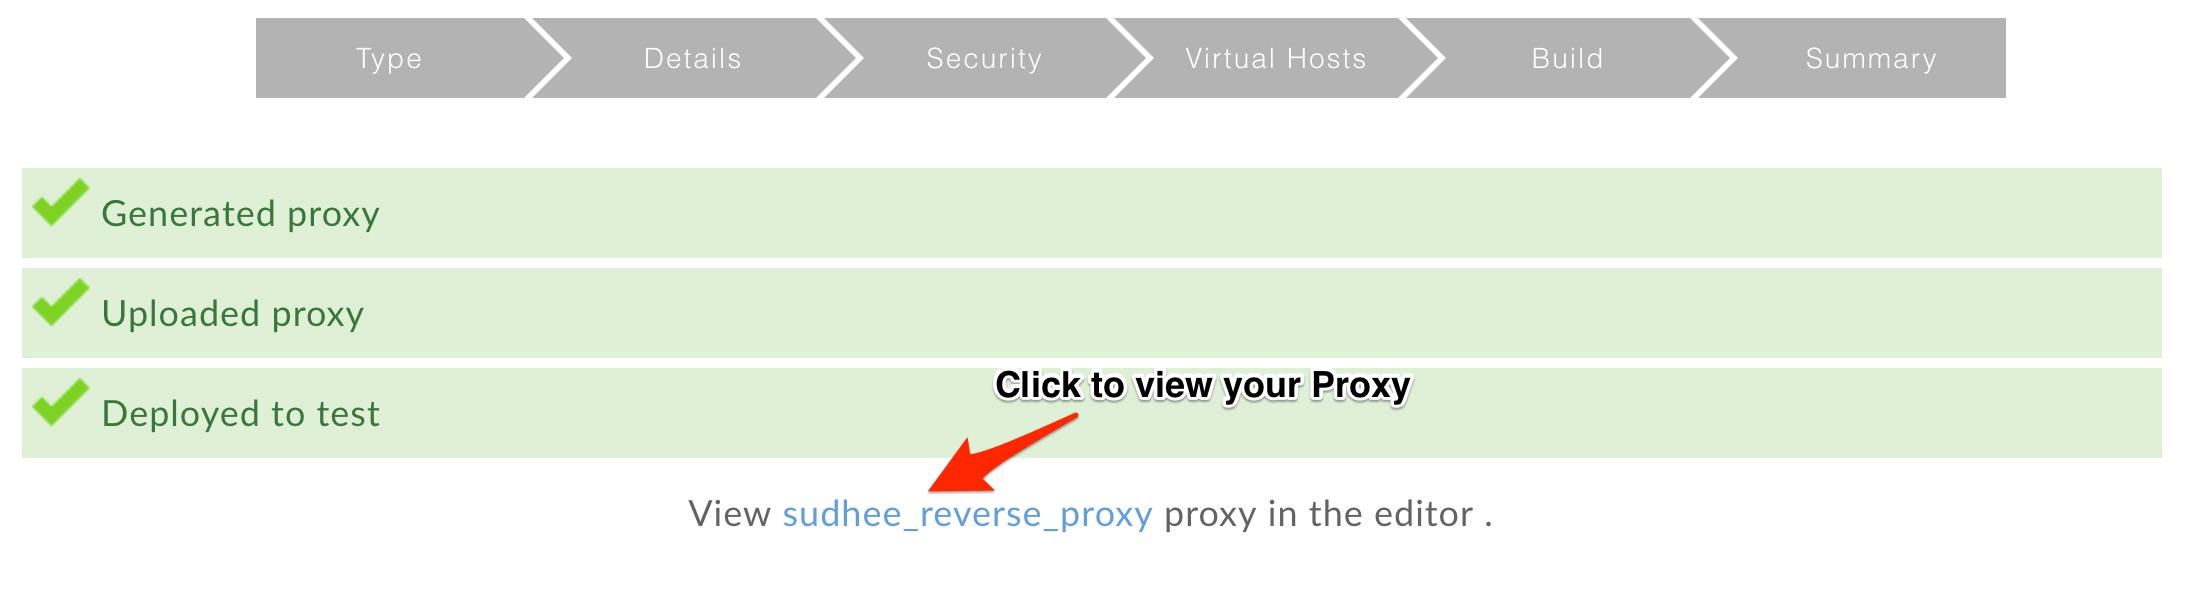 Type Details Security Virtual Hosts Build Summary
Generated proxy
Uploaded proxy
Click to view your Proxy
Deployed to test
View sudhee_reverse_proxy proxy in the editor .